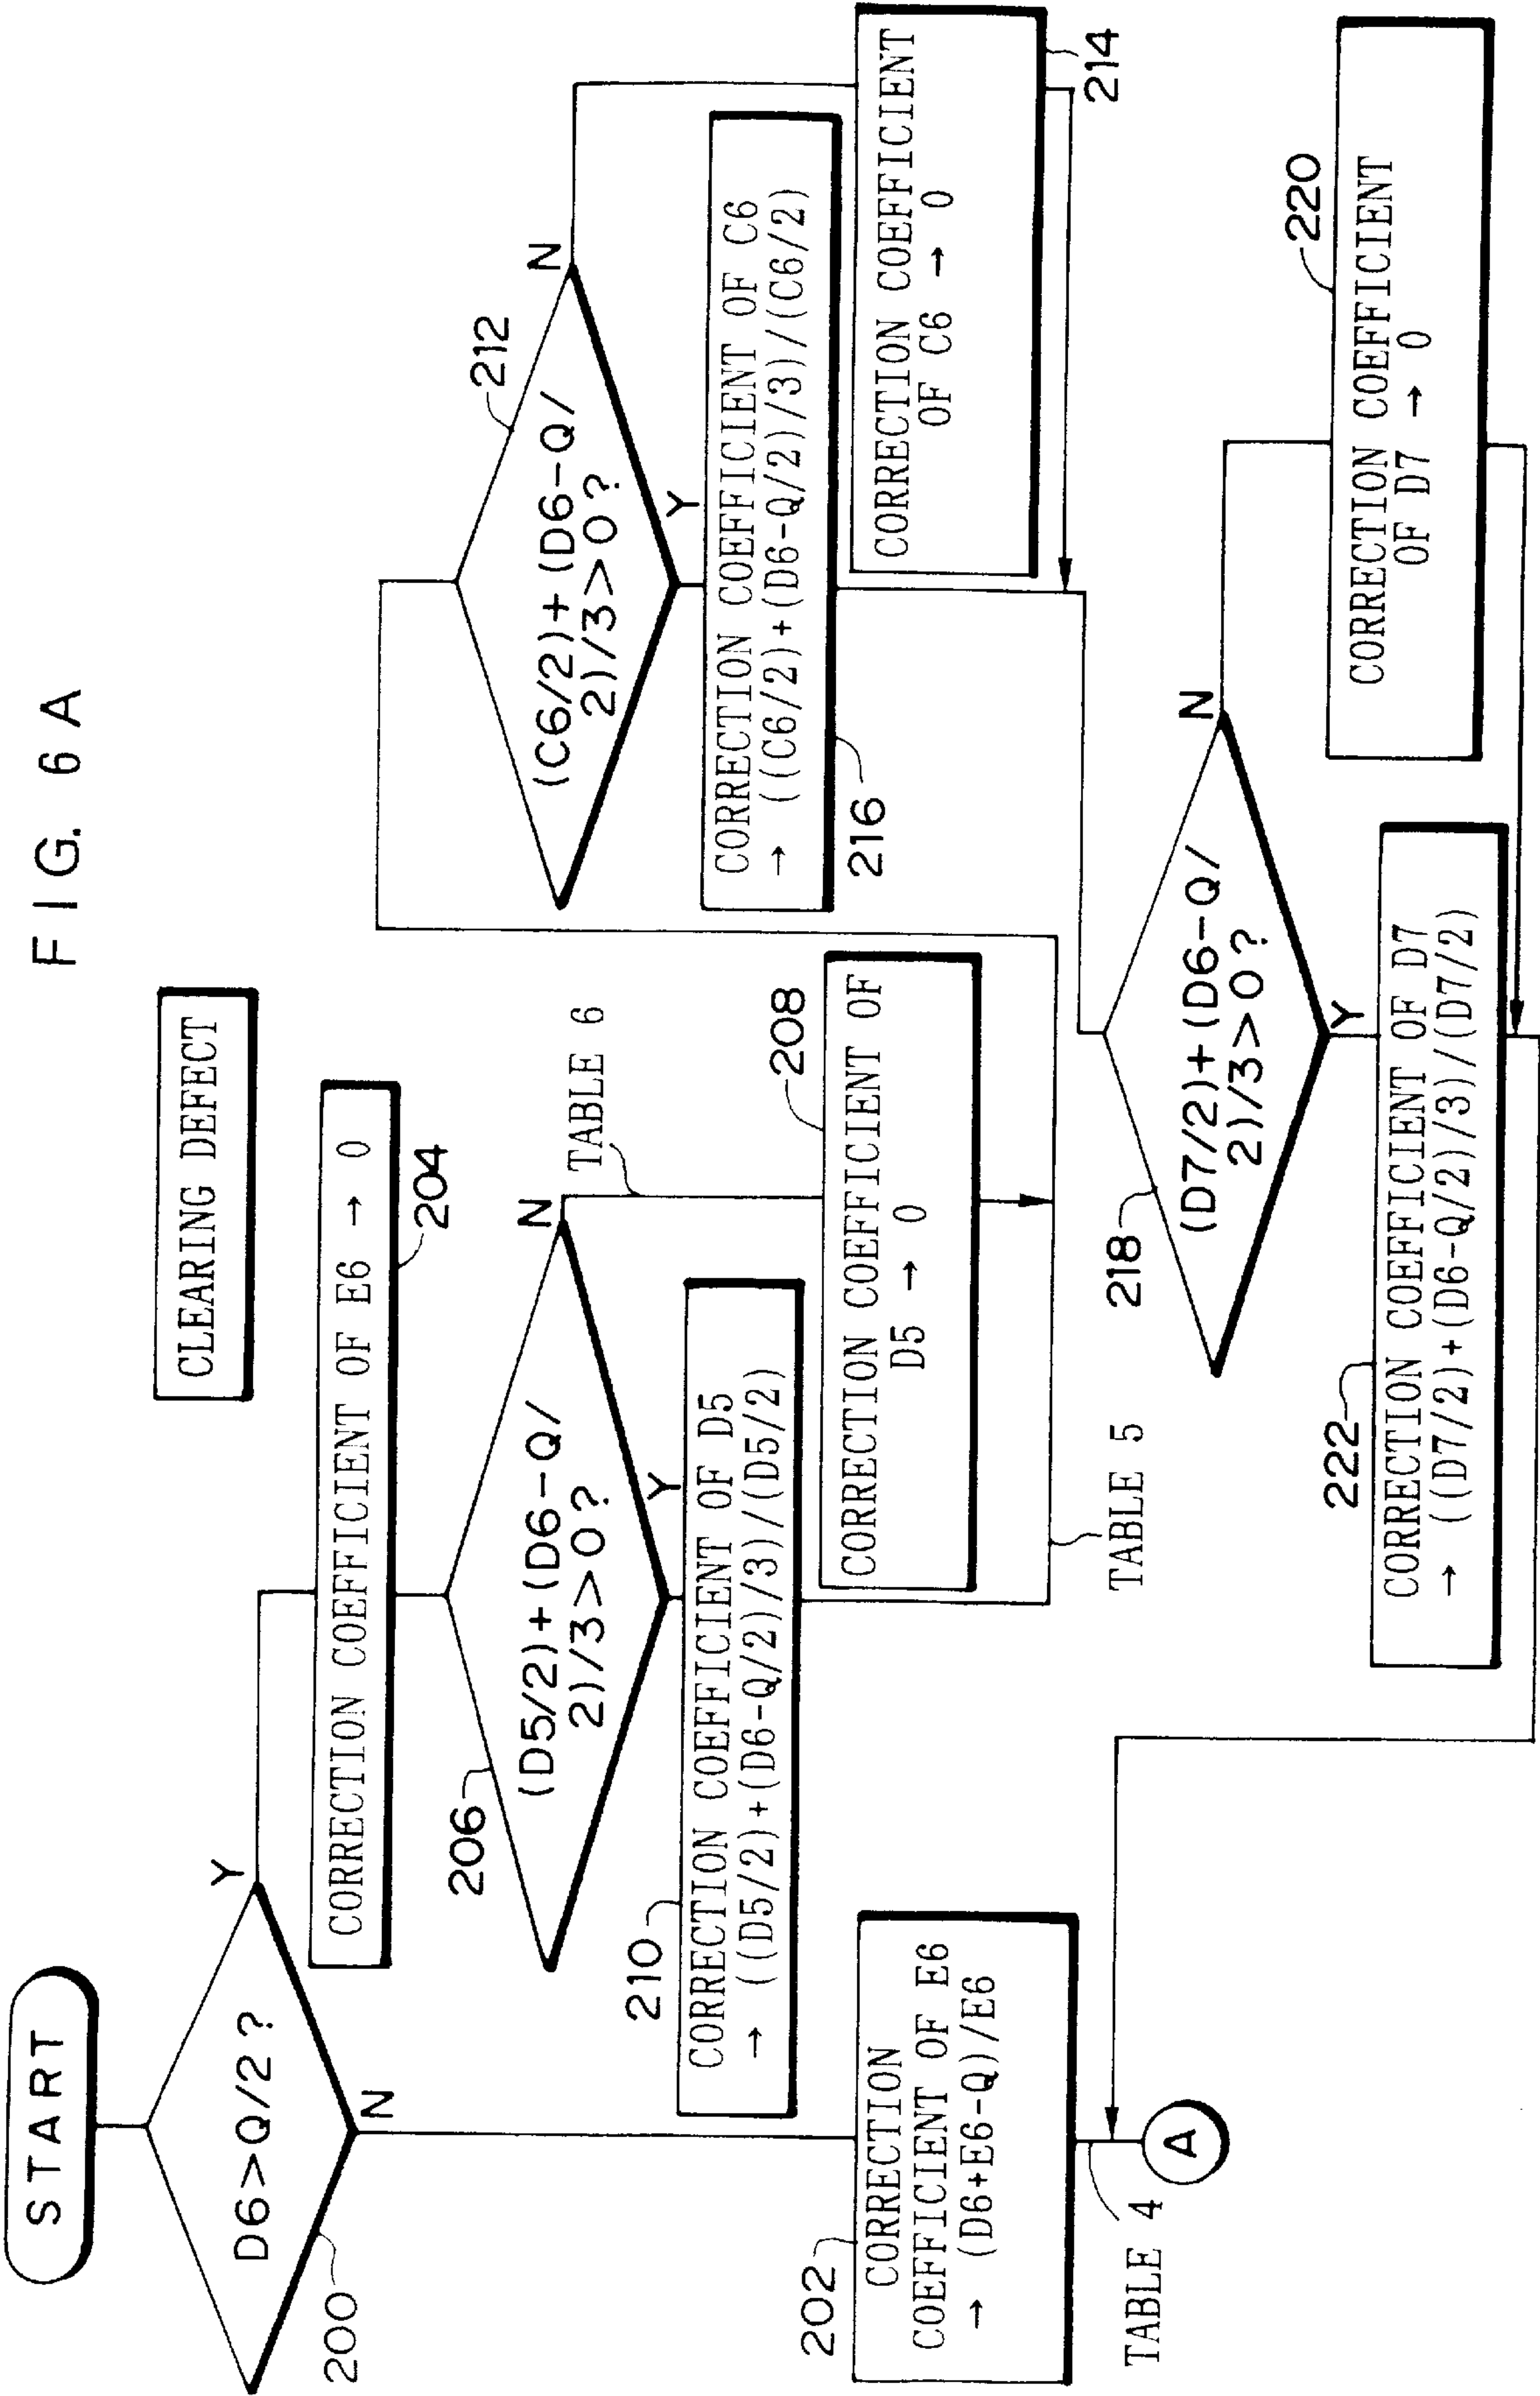 FIG. 6A
CLEARING DEFECT
START
D6>Q/2?
200
Y
N
CORRECTION COEFFICIENT OF E6 → 0
204
206
(D5/2)+(D6-Q/
2)/3>0?
N
Y
TABLE 6
210
CORRECTION COEFFICIENT OF D5
→ ((D5/2)+(D6-Q/2)/3)/(D5/2)
208
CORRECTION COEFFICIENT OF
D5 → 0
TABLE 5
202
CORRECTION
COEFFICIENT OF E6
→ (D6+E6-Q)/E6
TABLE 4
A
212
(C6/2)+(D6-Q/
2)/3>0?
N
Y
CORRECTION COEFFICIENT OF C6
→ ((C6/2)+(D6-Q/2)/3)/(C6/2)
216
CORRECTION COEFFICIENT
OF C6 → 0
214
218
(D7/2)+(D6-Q/
2)/3>0?
N
Y
220
CORRECTION COEFFICIENT
OF D7 → 0
222
CORRECTION COEFFICIENT OF D7
→ ((D7/2)+(D6-Q/2)/3)/(D7/2)